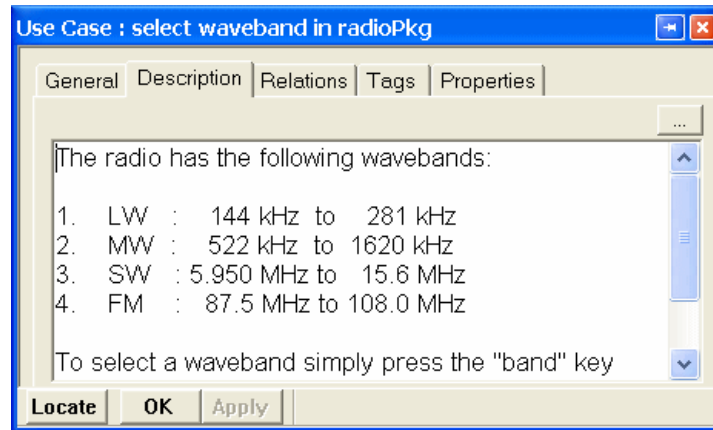 Use Case : select waveband in radioPkg
General Description Relations Tags Properties
...
The radio has the following wavebands:
1. LW : 144 kHz to 281 kHz
2. MW : 522 kHz to 1620 kHz
3. SW : 5.950 MHz to 15.6 MHz
4. FM : 87.5 MHz to 108.0 MHz
To select a waveband simply press the "band" key
Locate OK Apply